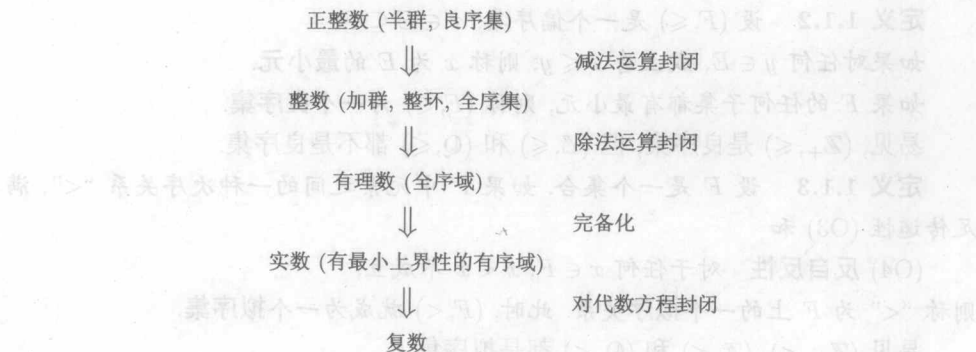 正整数 (半群, 良序集)
⇓ 减法运算封闭
整数 (加群, 整环, 全序集)
⇓ 除法运算封闭
有理数 (全序域)
⇓ 完备化
实数 (有最小上界性的有序域)
⇓ 对代数方程封闭
复数